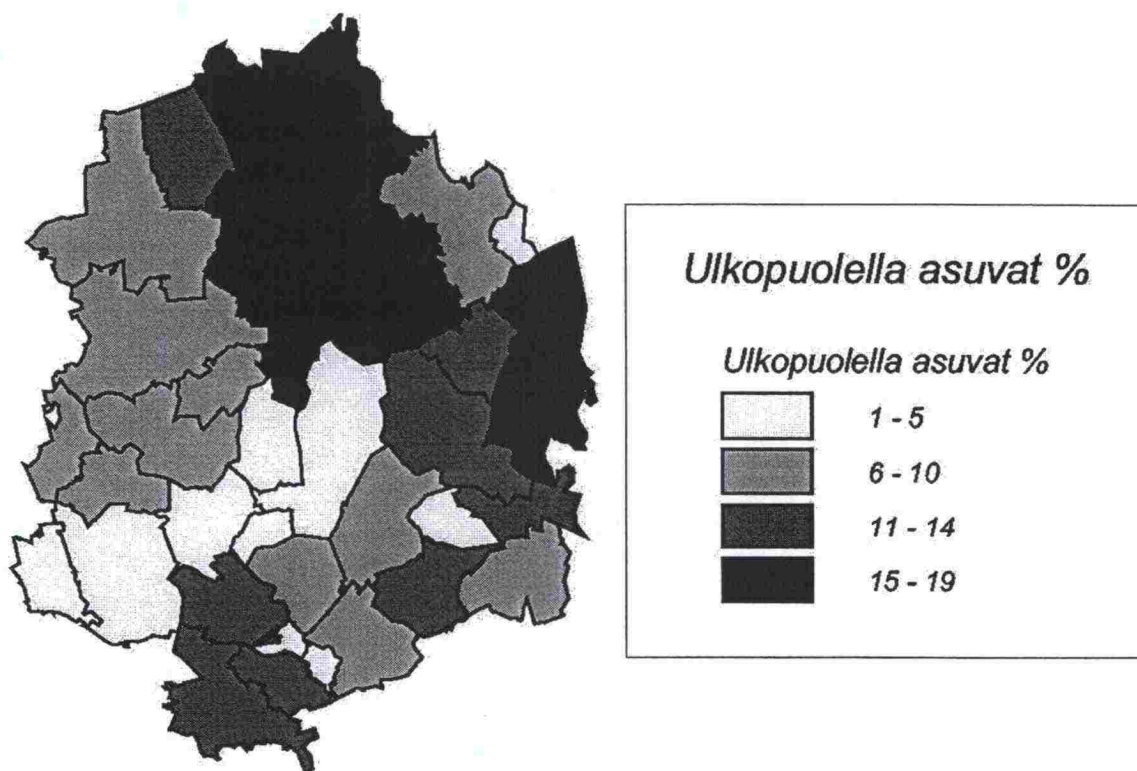 Ulkopuolella asuvat %
Ulkopuolella asuvat %
1 - 5
6 - 10
11 - 14
15 - 19